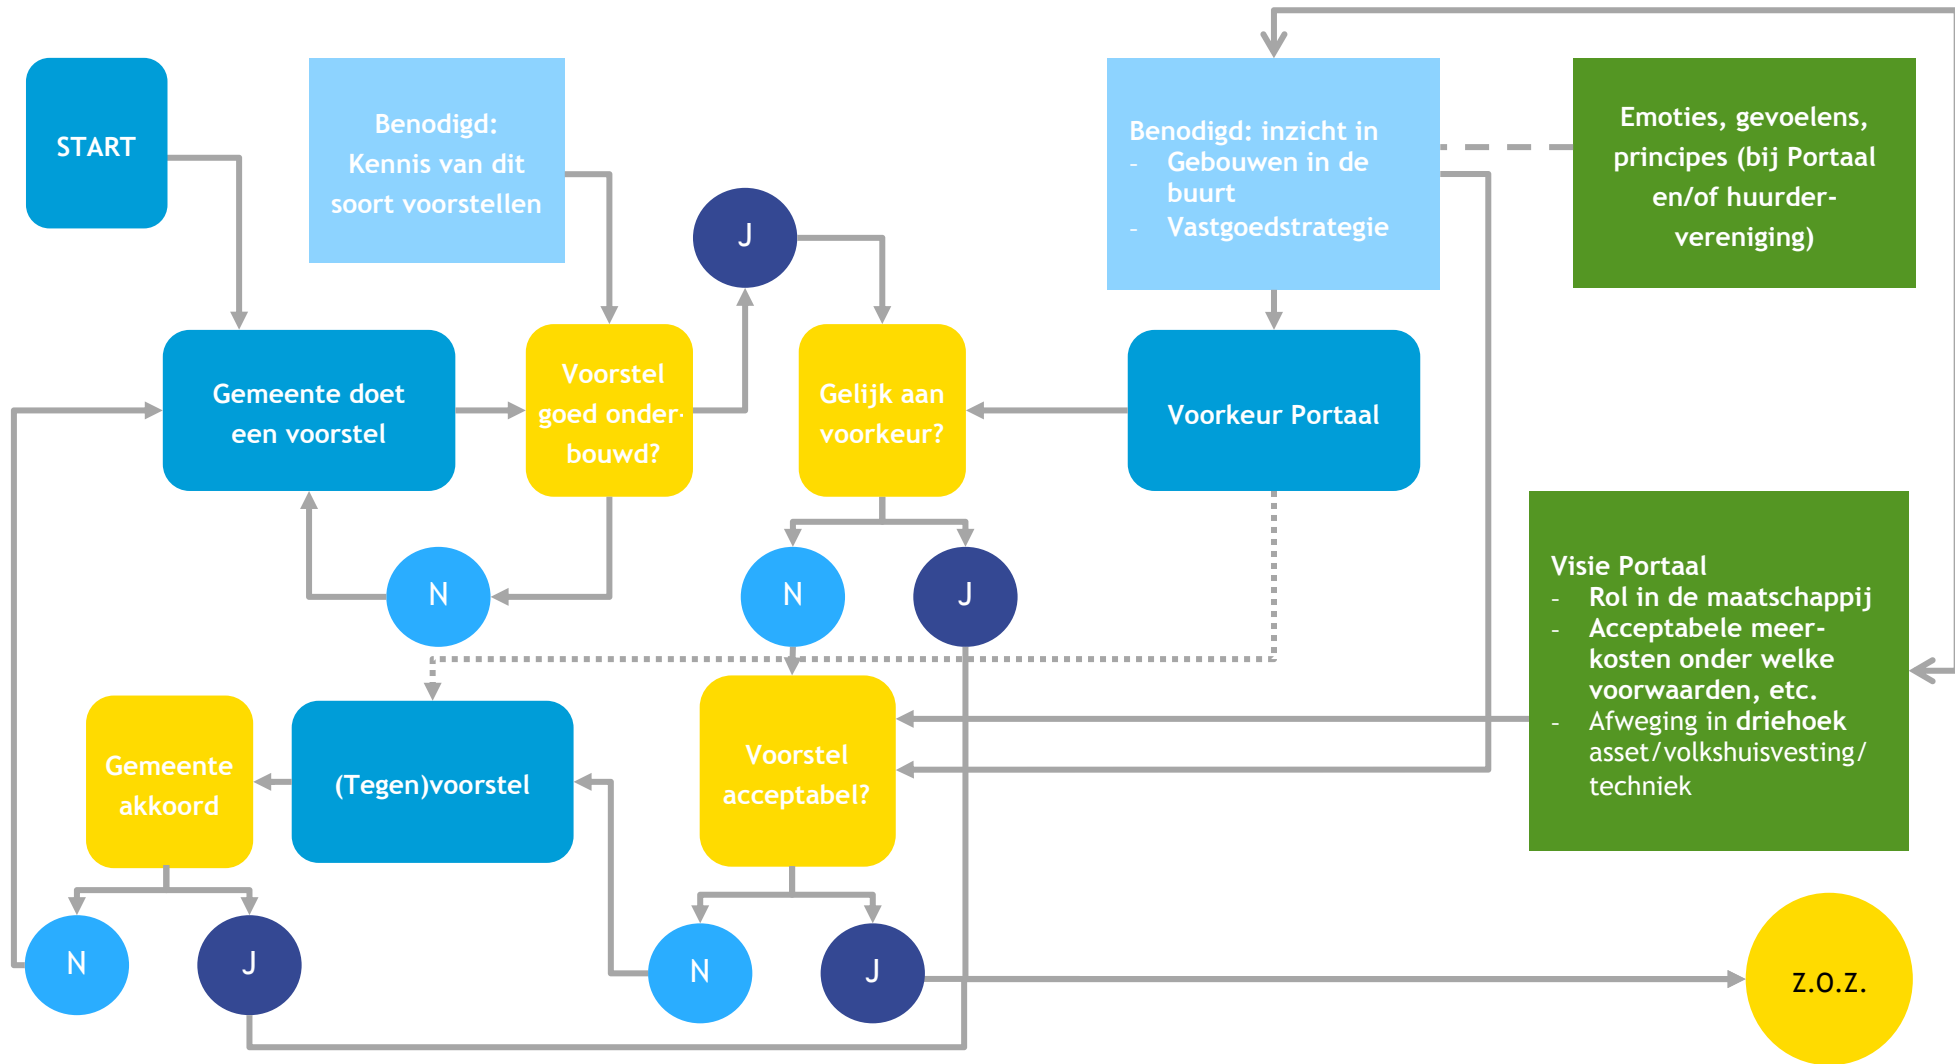 START
Benodigd:
Kennis van dit
soort voorstellen
J
Benodigd: inzicht in
- Gebouwen in de
buurt
- Vastgoedstrategie
Emoties, gevoelens,
principes (bij Portaal
en/of huurder-
vereniging)
Gemeente doet
een voorstel
Voorstel
goed onder-
bouwd?
Gelijk aan
voorkeur?
Voorkeur Portaal
N
N
J
Visie Portaal
- Rol in de maatschappij
- Acceptabele meer-
kosten onder welke
voorwaarden, etc.
- Afweging in driehoek
asset/volkshuisvesting/
techniek
Gemeente
akkoord
(Tegen)voorstel
Voorstel
acceptabel?
N
J
N
J
Z.O.Z.